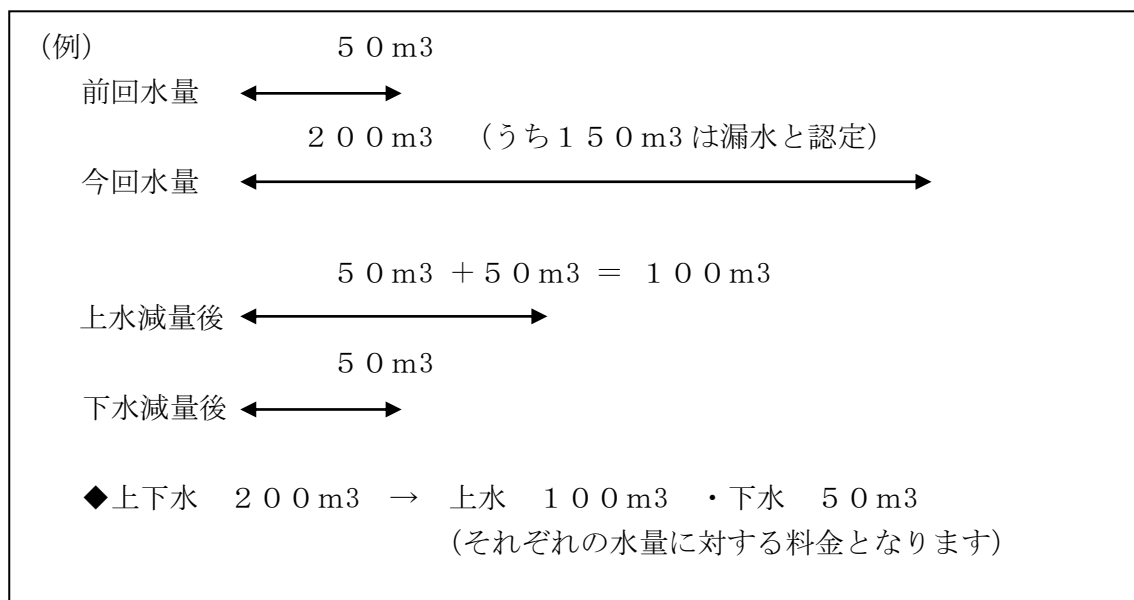 (例)
５０m3
前回水量
２００m3 （うち１５０m3は漏水と認定）
今回水量
５０m3 ＋５０m3 ＝ １００m3
上水減量後
５０m3
下水減量後
◆上下水 ２００m3 → 上水 １００m3 ・下水 ５０m3
（それぞれの水量に対する料金となります）